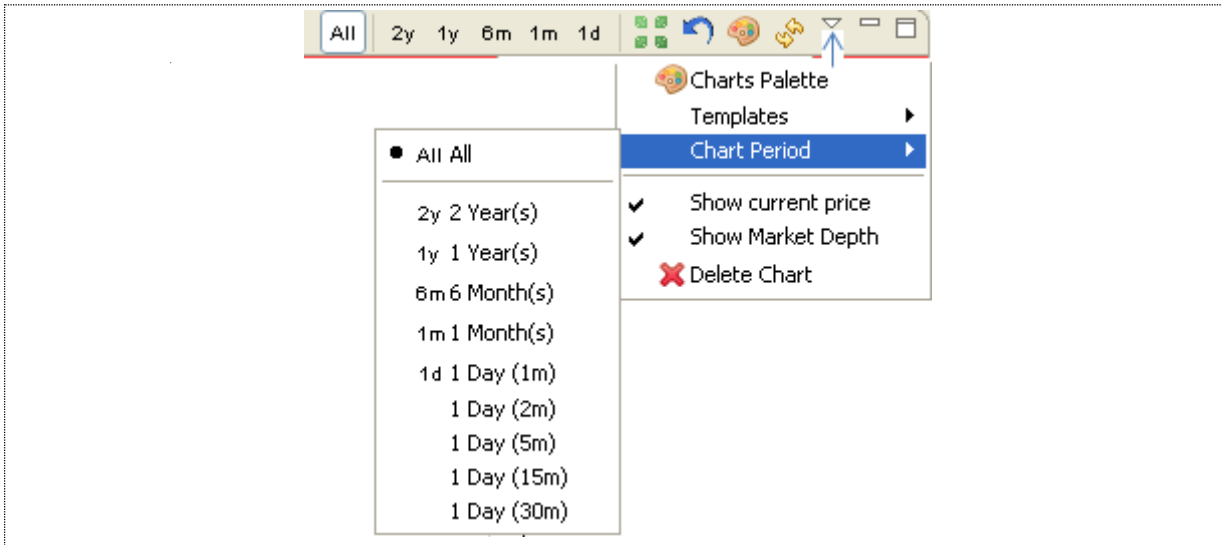 All 2y 1y 6m 1m 1d
Charts Palette
Templates
Chart Period
Show current price
Show Market Depth
Delete Chart
All All
2y 2 Year(s)
1y 1 Year(s)
6m 6 Month(s)
1m 1 Month(s)
1d 1 Day (1m)
1 Day (2m)
1 Day (5m)
1 Day (15m)
1 Day (30m)